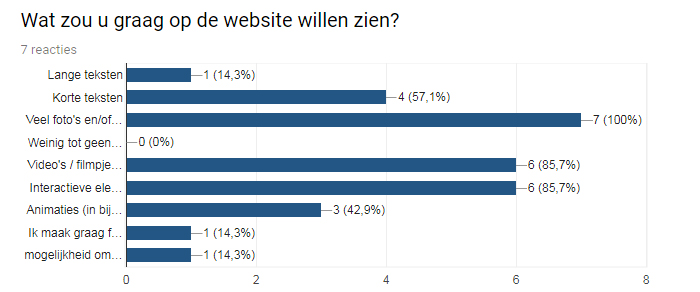 Wat zou u graag op de website willen zien?
7 reacties
Lange teksten 1 (14,3%)
Korte teksten 4 (57,1%)
Veel foto's en/of… 7 (100%)
Weinig tot geen… 0 (0%)
Video's / filmpje… 6 (85,7%)
Interactieve ele… 6 (85,7%)
Animaties (in bij… 3 (42,9%)
Ik maak graag f… 1 (14,3%)
mogelijkheid om… 1 (14,3%)
0 2 4 6 8